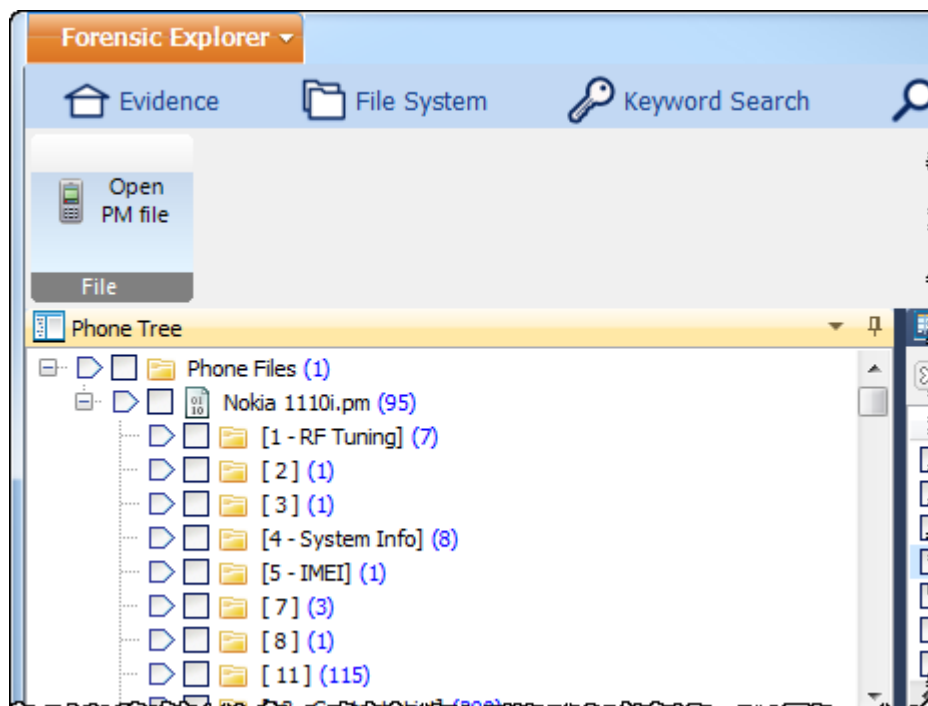 Forensic Explorer
Evidence File System Keyword Search
Open
PM file
File
Phone Tree
Phone Files (1)
Nokia 1110i.pm (95)
[1 - RF Tuning] (7)
[ 2 ] (1)
[ 3 ] (1)
[4 - System Info] (8)
[5 - IMEI] (1)
[ 7 ] (3)
[ 8 ] (1)
[ 11 ] (115)